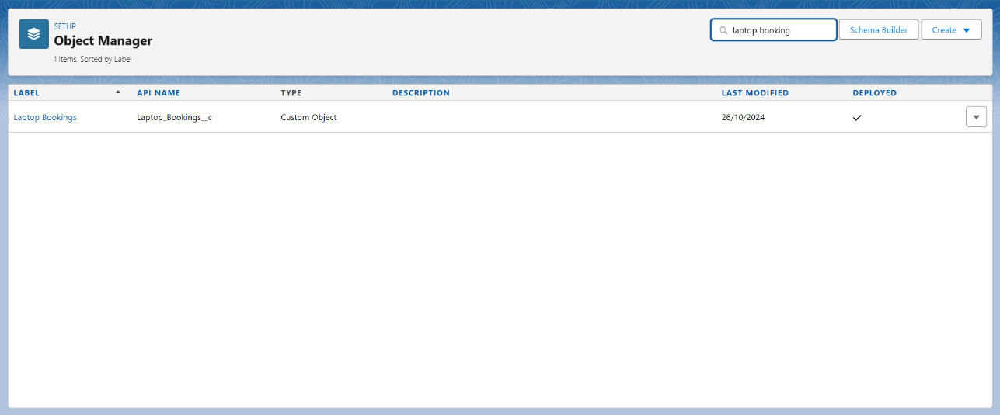 SETUP
Object Manager
1 Items, Sorted by Label
laptop booking
Schema Builder
Create
LABEL API NAME TYPE DESCRIPTION LAST MODIFIED DEPLOYED
Laptop Bookings Laptop_Bookings__c Custom Object 26/10/2024